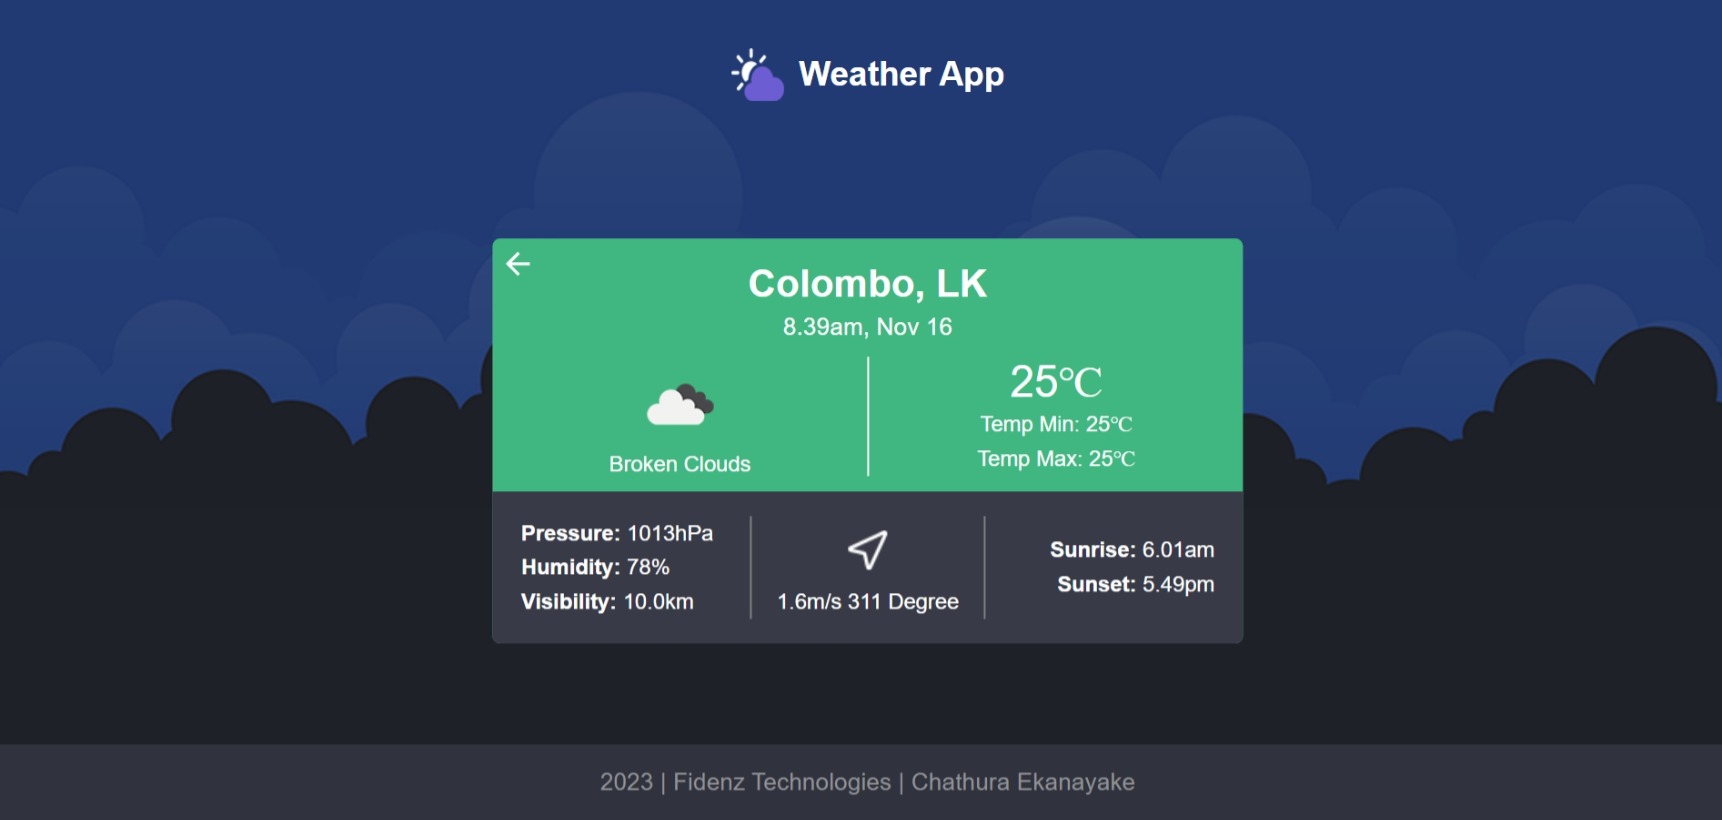 Weather App
Colombo, LK
8.39am, Nov 16
Broken Clouds
25°C
Temp Min: 25°C
Temp Max: 25°C
Pressure: 1013hPa
Humidity: 78%
Visibility: 10.0km
1.6m/s 311 Degree
Sunrise: 6.01am
Sunset: 5.49pm
2023 | Fidenz Technologies | Chathura Ekanayake